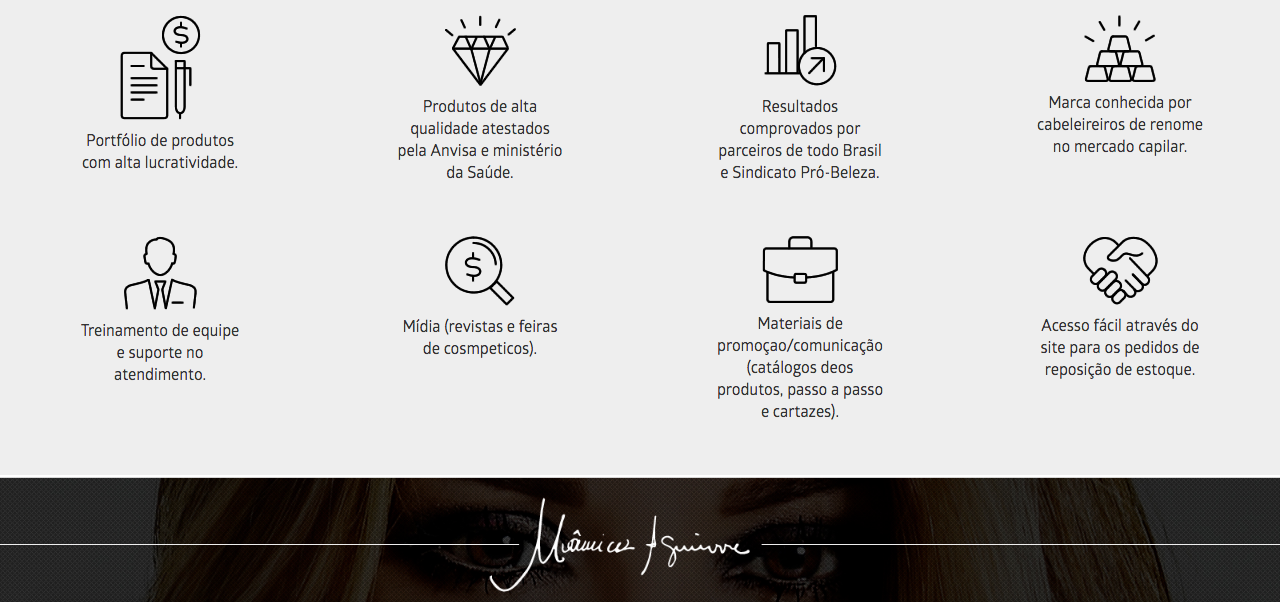 Portfólio de produtos
com alta lucratividade.
Produtos de alta
qualidade atestados
pela Anvisa e ministério
da Saúde.
Resultados
comprovados por
parceiros de todo Brasil
e Sindicato Pró-Beleza.
Marca conhecida por
cabeleireiros de renome
no mercado capilar.
Treinamento de equipe
e suporte no
atendimento.
Mídia (revistas e feiras
de cosmpeticos).
Materiais de
promoçao/comunicação
(catálogos deos
produtos, passo a passo
e cartazes).
Acesso fácil através do
site para os pedidos de
reposição de estoque.
Aguirre